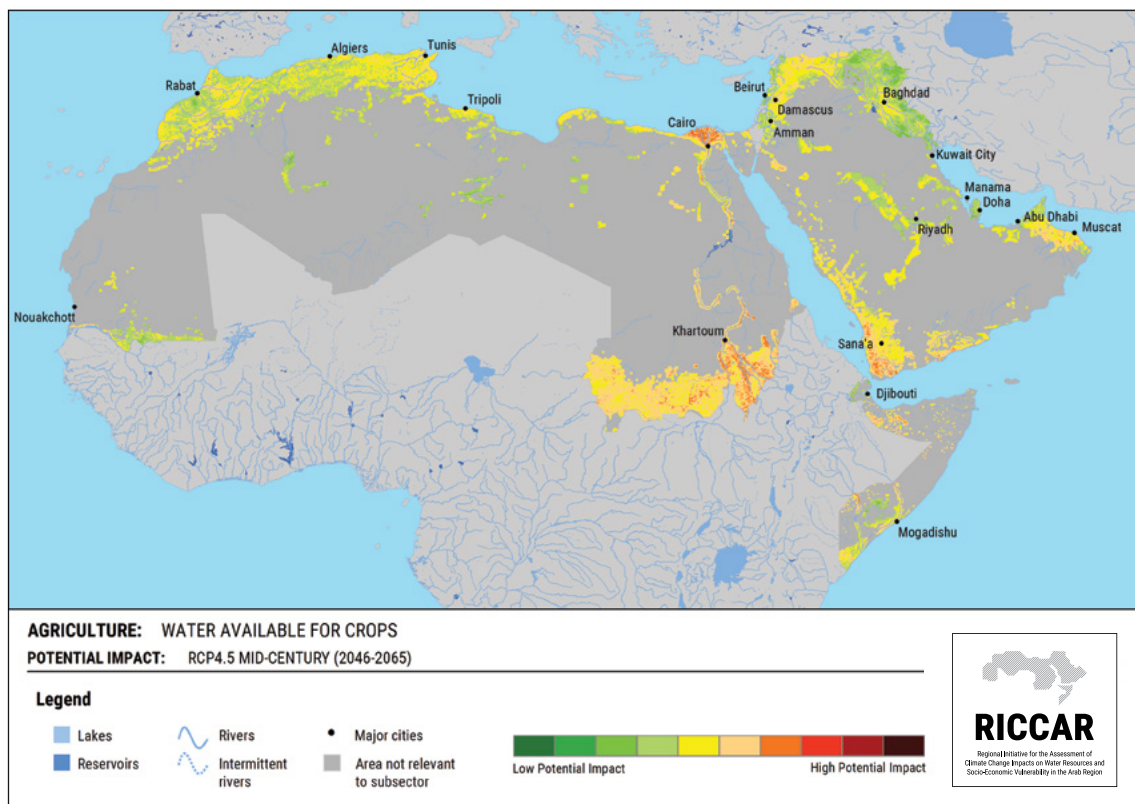 Algiers
Tunis
Rabat
Tripoli
Beirut
Damascus
Baghdad
Amman
Cairo
Kuwait City
Manama
Doha
Abu Dhabi
Muscat
Riyadh
Nouakchott
Khartoum
Sana'a
Djibouti
Mogadishu
AGRICULTURE: WATER AVAILABLE FOR CROPS
POTENTIAL IMPACT: RCP4.5 MID-CENTURY (2046-2065)
Legend
Lakes
Reservoirs
Rivers
Intermittent
rivers
Major cities
Area not relevant
to subsector
Low Potential Impact
High Potential Impact
RICCAR
Regional Initiative for the Assessment of
Climate Change Impacts on Water Resources and
Socio-Economic Vulnerability in the Arab Region